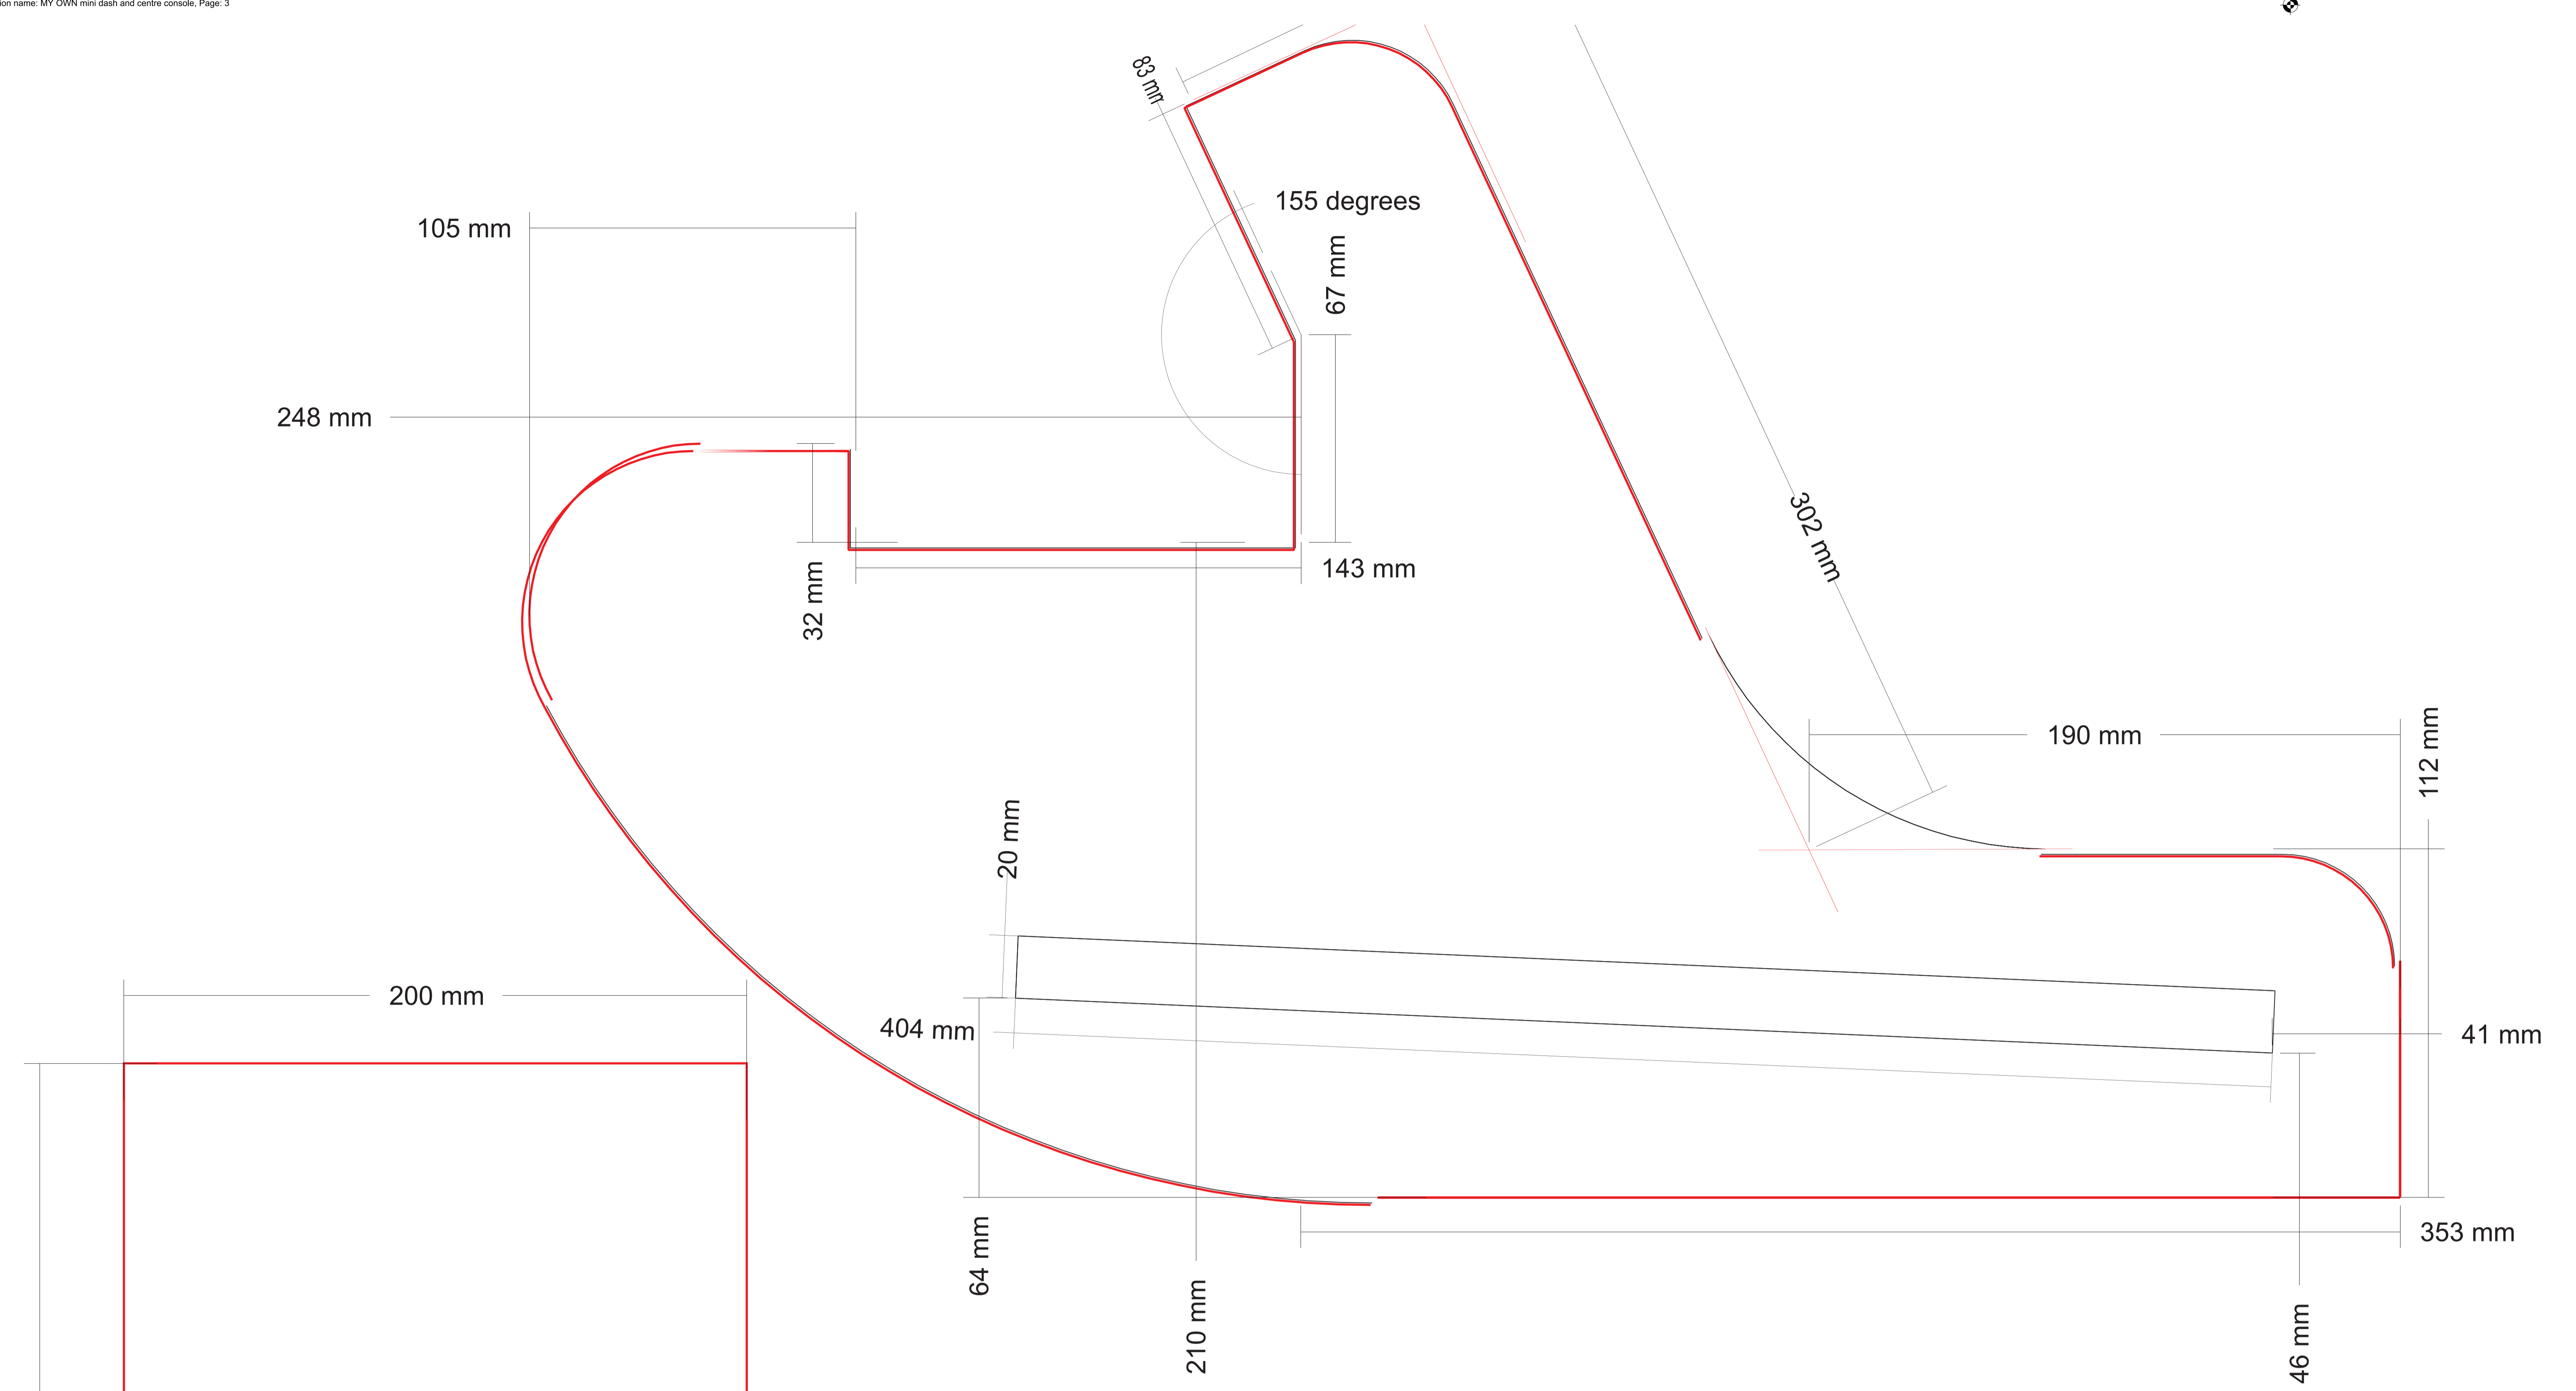 ion name: MY OWN mini dash and centre console, Page: 3
83 mm
155 degrees
105 mm
67 mm
248 mm
302 mm
143 mm
32 mm
190 mm
112 mm
20 mm
200 mm
404 mm
41 mm
353 mm
64 mm
210 mm
46 mm